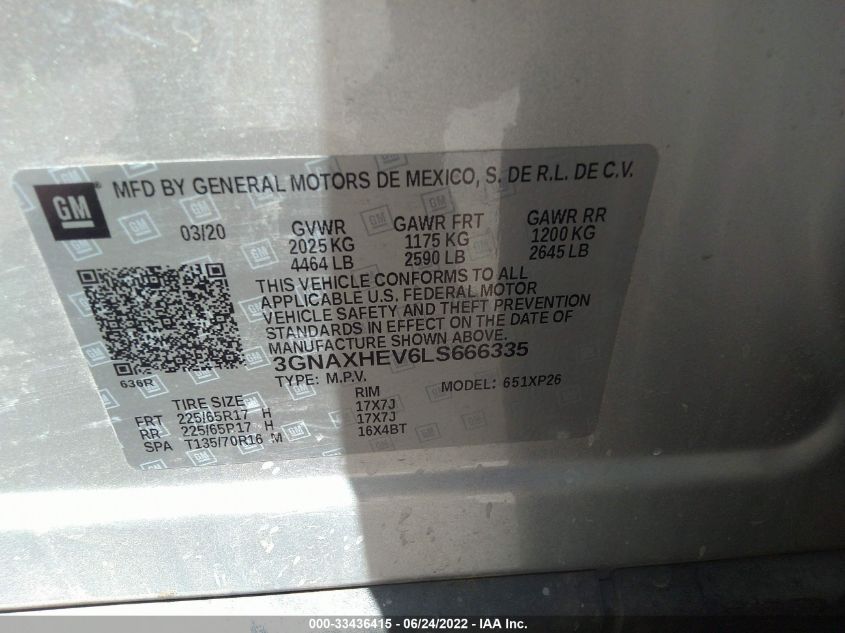 GM
MFD BY GENERAL MOTORS DE MEXICO, S. DE R.L. DE C.V.
03/20
GVWR
2025 KG
4464 LB
GAWR FRT
1175 KG
2590 LB
GAWR RR
1200 KG
2645 LB
THIS VEHICLE CONFORMS TO ALL
APPLICABLE U.S. FEDERAL MOTOR
VEHICLE SAFETY AND THEFT PREVENTION
STANDARDS IN EFFECT ON THE DATE OF
MANUFACTURE SHOWN ABOVE.
3GNAXHEV6LS666335
636R
TYPE: M.P.V.
MODEL: 651XP26
TIRE SIZE
RIM
FRT 225/65R17 H 17X7J
RR 225/65R17 H 17X7J
SPA T135/70R16 M 16X4BT
000-33436415 - 06/24/2022 - IAA Inc.